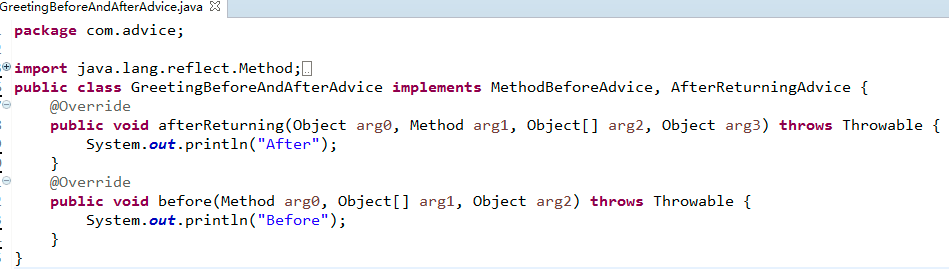 GreetingBeforeAndAfterAdvice.java
package com.advice;
import java.lang.reflect.Method;
public class GreetingBeforeAndAfterAdvice implements MethodBeforeAdvice, AfterReturningAdvice {
@Override
public void afterReturning(Object arg0, Method arg1, Object[] arg2, Object arg3) throws Throwable {
System.out.println("After");
}
@Override
public void before(Method arg0, Object[] arg1, Object arg2) throws Throwable {
System.out.println("Before");
}
}